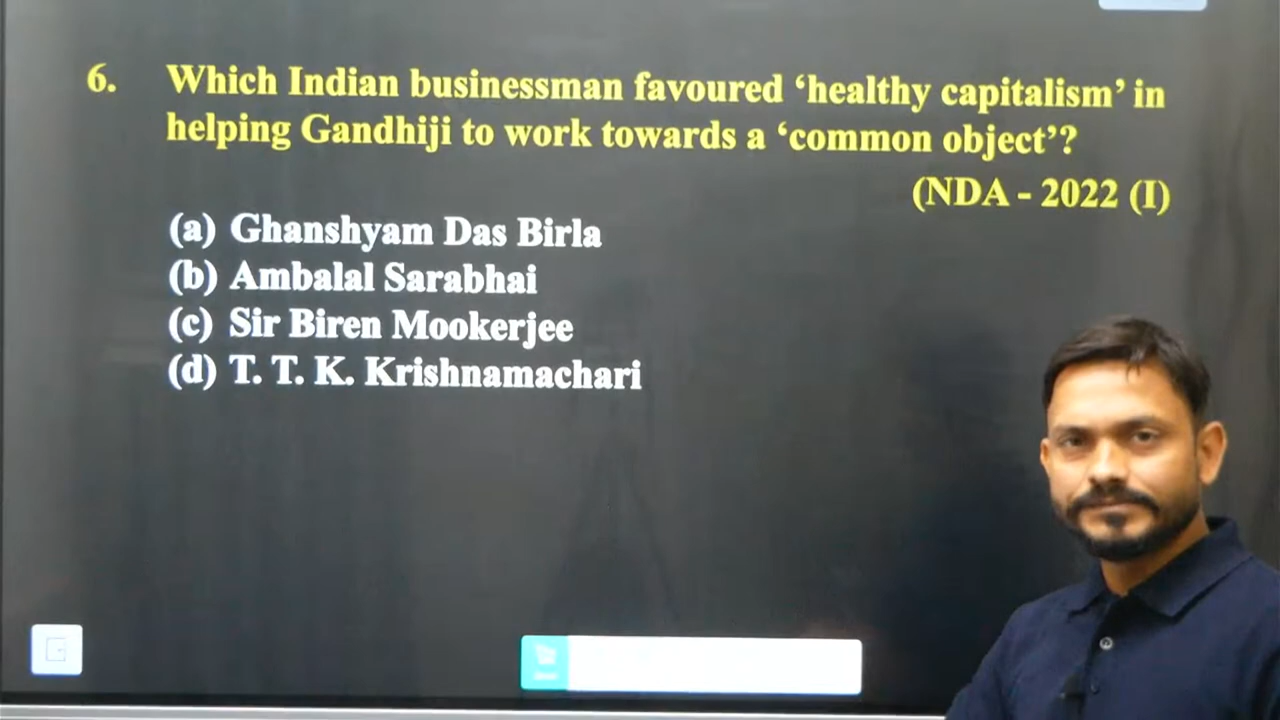 6. Which Indian businessman favoured ‘healthy capitalism’ in
helping Gandhiji to work towards a ‘common object’?
(NDA - 2022 (I)
(a) Ghanshyam Das Birla
(b) Ambalal Sarabhai
(c) Sir Biren Mookerjee
(d) T. T. K. Krishnamachari